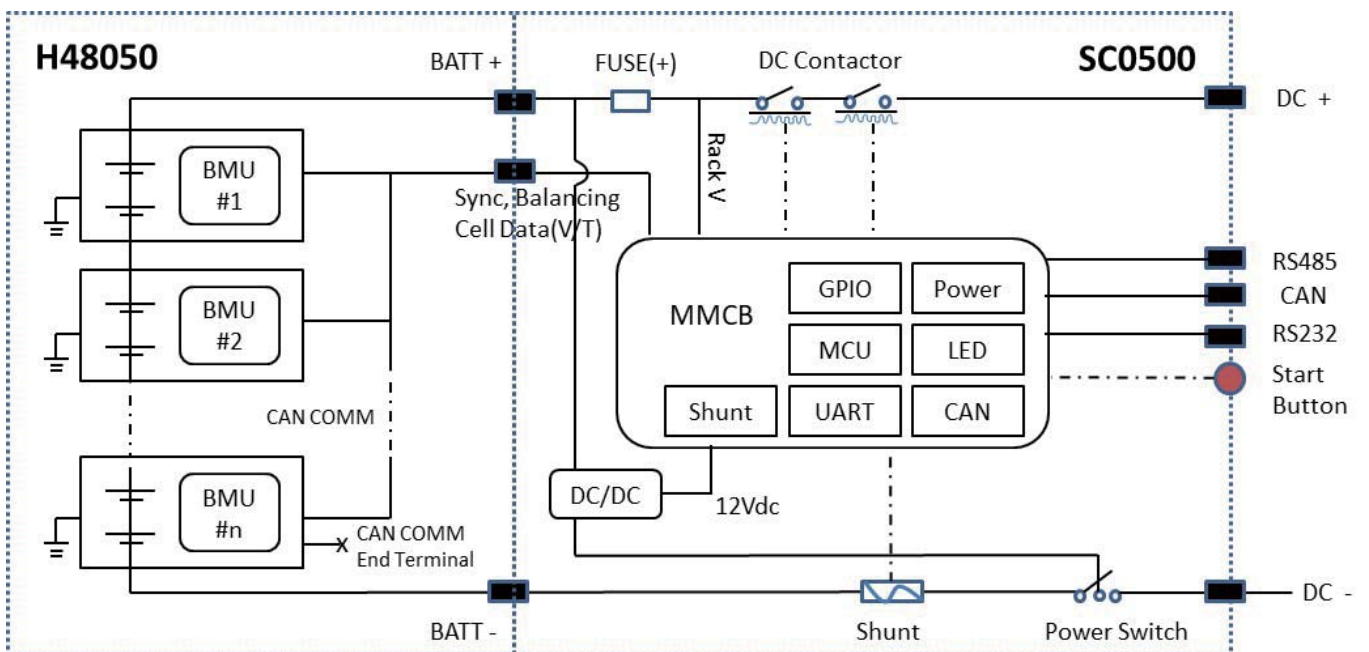 H48050
BATT +
FUSE(+)
DC Contactor
SC0500
DC +
BMU
#1
Rack V
Sync, Balancing
Cell Data(V/T)
BMU
#2
MMCB
GPIO
Power
MCU
LED
Shunt
UART
CAN
RS485
CAN
RS232
Start
Button
CAN COMM
BMU
#n
CAN COMM
End Terminal
X
DC/DC
12Vdc
BATT -
Shunt
Power Switch
DC -